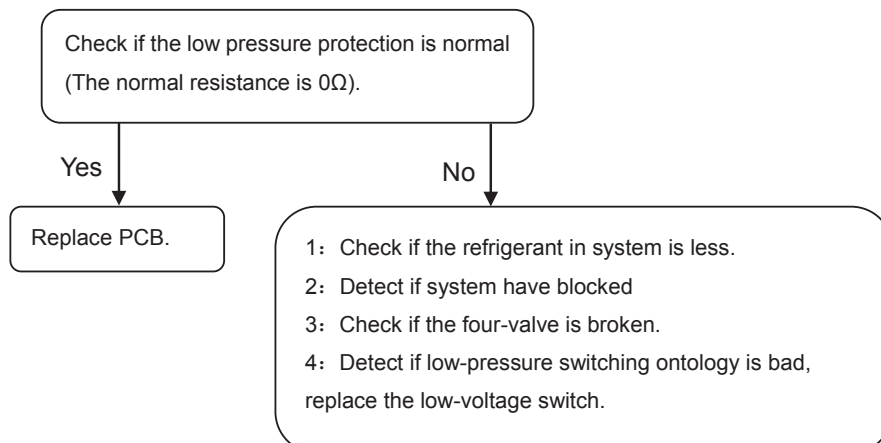 Check if the low pressure protection is normal
(The normal resistance is 0Ω).
Yes
No
Replace PCB.
1：Check if the refrigerant in system is less.
2：Detect if system have blocked
3：Check if the four-valve is broken.
4：Detect if low-pressure switching ontology is bad,
replace the low-voltage switch.